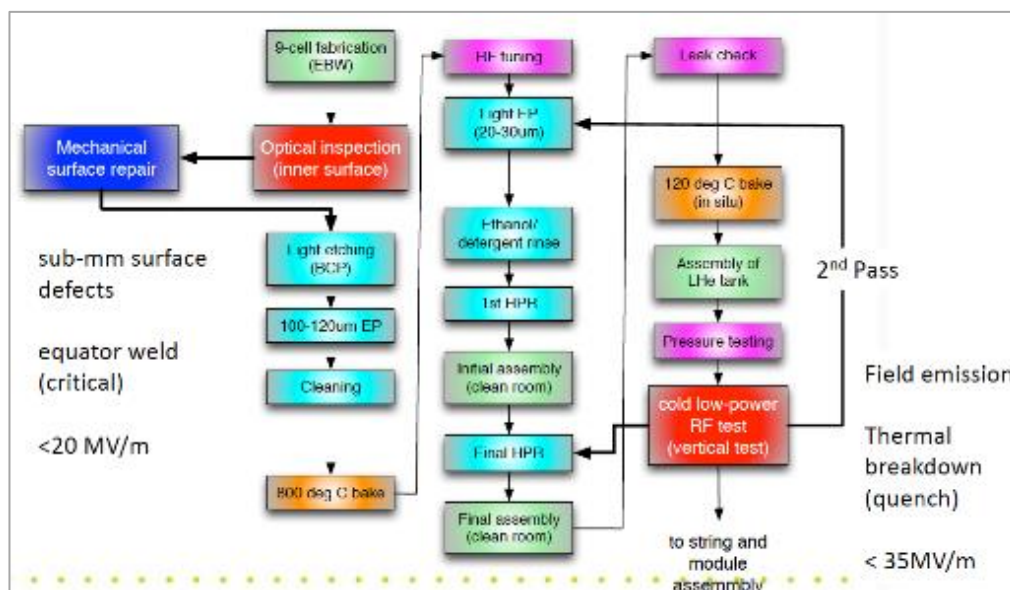 9-cell fabrication
(EBW)
Optical inspection
(inner surface)
Mechanical
surface repair
Light etching
(BCP)
100-120um EP
Cleaning
800 deg C bake
sub-mm surface
defects
equator weld
(critical)
<20 MV/m
RF tuning
Light EP
(20-30um)
Ethanol/
detergent rinse
1st HPR
Initial assembly
(clean room)
Final HPR
Final assembly
(clean room)
Leak check
120 deg C bake
(in situ)
Assembly of
LHe tank
Pressure testing
cold low-power
RF test
(vertical test)
to string and
module assemmbly
2nd Pass
Field emission
Thermal
breakdown
(quench)
< 35MV/m